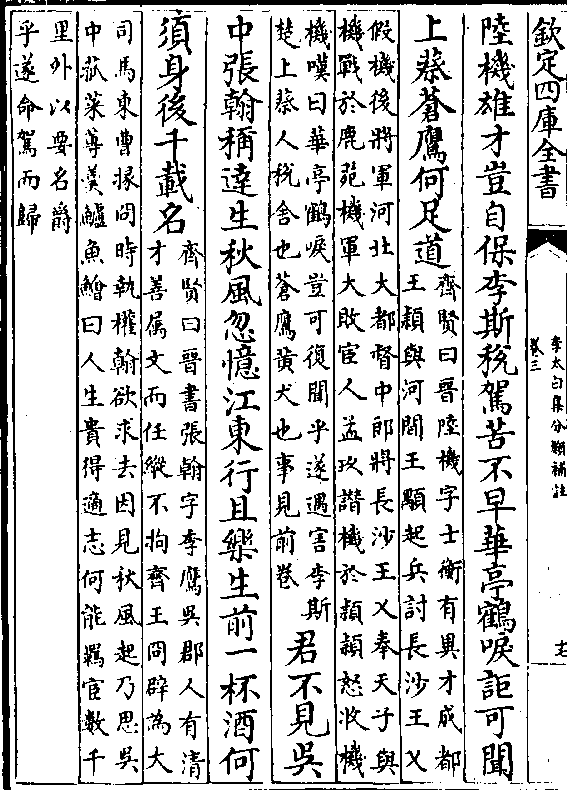 欽定四庫全書
李太白集分類補註
卷三
陸機雄才豈自保李斯稅駕苦不早華亭鶴唳詎可聞
上蔡蒼鷹何足道
齊賢曰晉陸機字士衡有異才成都
王穎與河間王顒起兵討長沙王乂
假機後將軍河北大都督中郎將長沙王乂奉天子與
機戰於鹿苑機軍大敗宦人孟玖譖機於穎穎怒收機
機嘆曰華亭鶴唳豈可復聞乎遂遇害李斯
楚上蔡人稅舍也蒼鷹黃犬也事見前卷
君不見吳
中張翰稱達生秋風忽憶江東行且樂生前一杯酒何
須身後千載名
齊賢曰晉書張翰字季鷹吳郡人有清
才善屬文而任縱不拘齊王冏辟為大
司馬東曹掾冏時執權翰欲求去因見秋風起乃思吳
中菰菜蓴羹鱸魚鱠曰人生貴得適志何能羈宦數千
里外以要名爵
乎遂命駕而歸